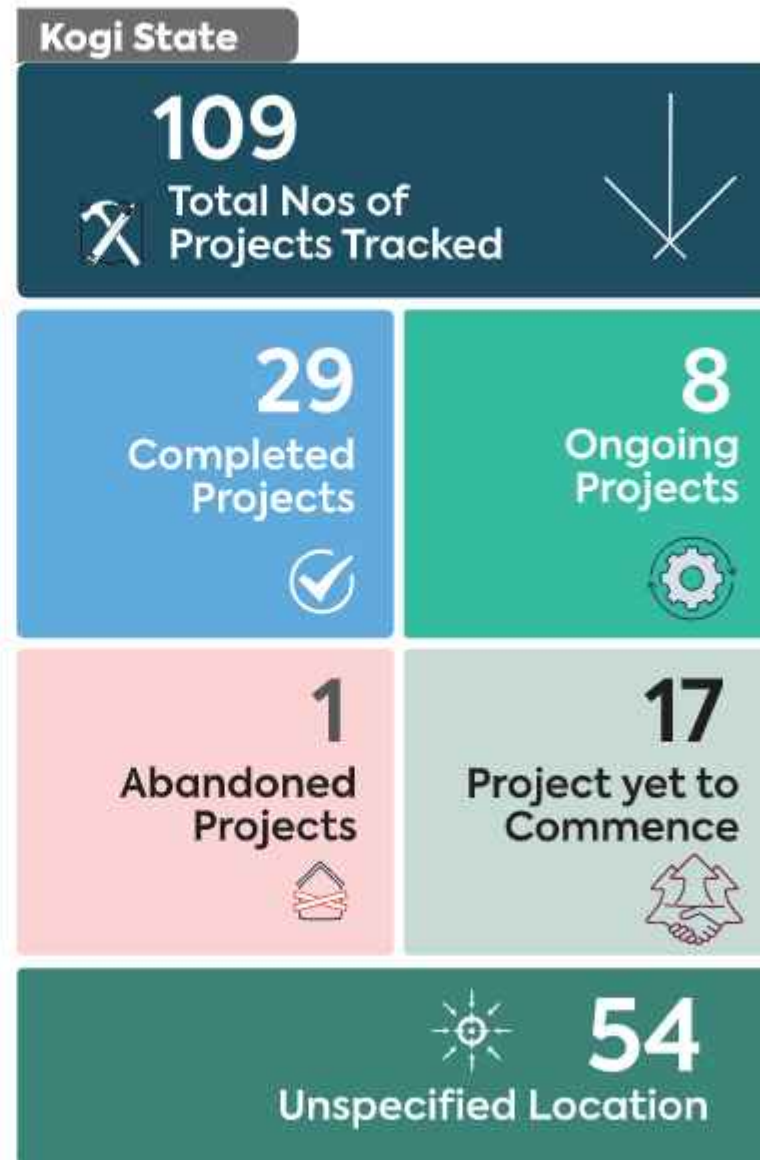 Kogi State
109
Total Nos of
Projects Tracked
29
Completed
Projects
8
Ongoing
Projects
1
Abandoned
Projects
17
Project yet to
Commence
54
Unspecified Location